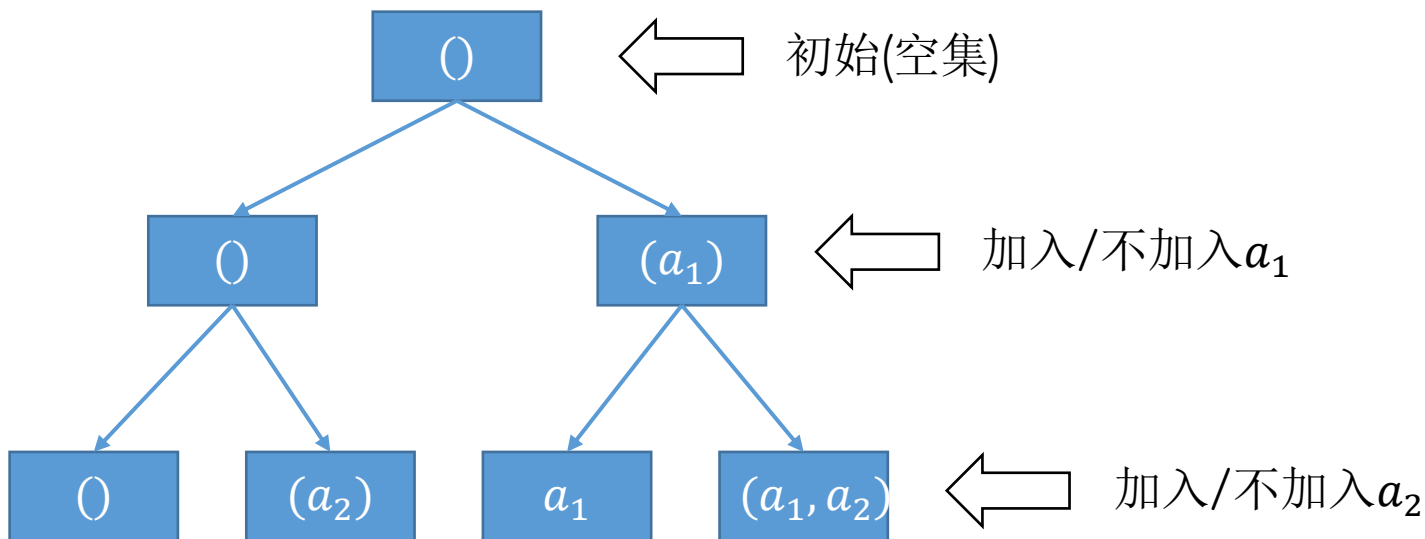 () 初始(空集)
() (a₁) 加入/不加入a₁
() (a₂) a₁ (a₁, a₂) 加入/不加入a₂